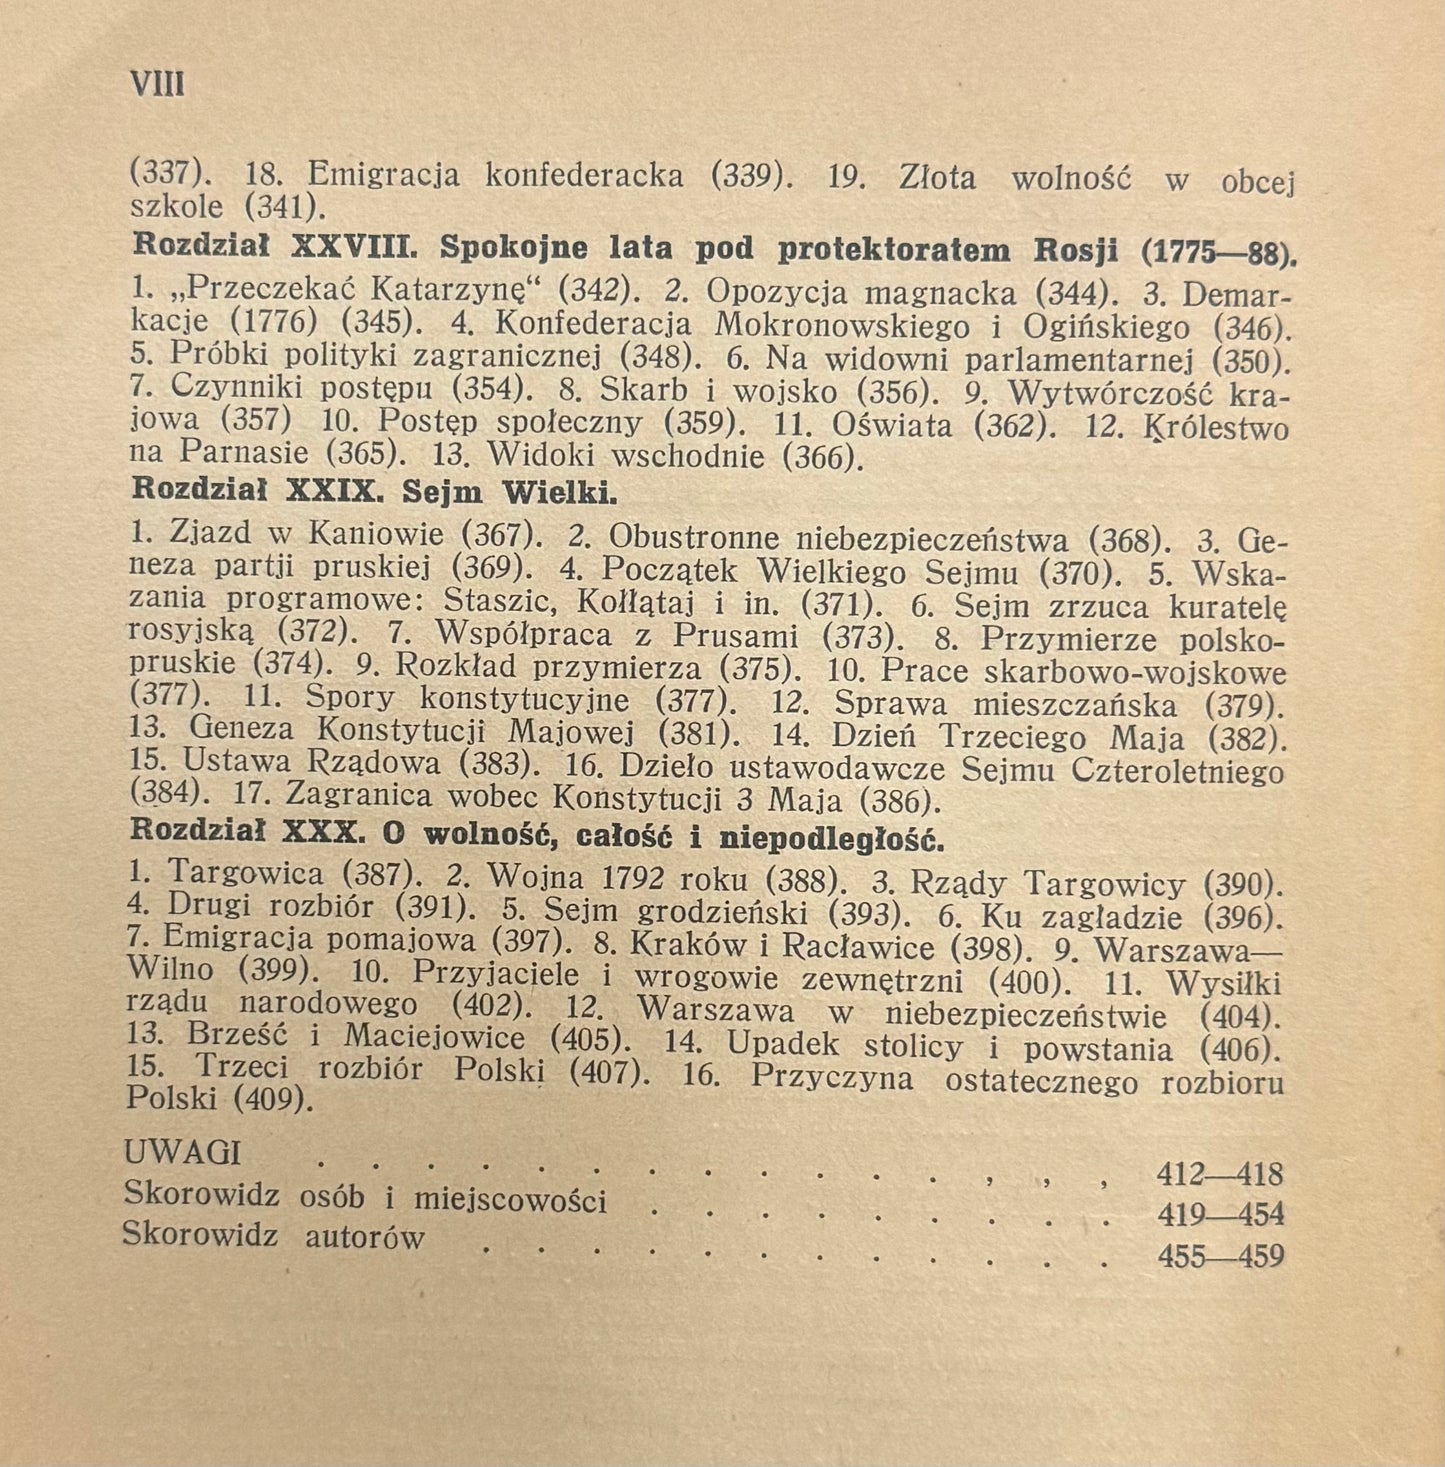 VIII
(337). 18. Emigracja konfederacka (339). 19. Złota wolność w obcej
szkole (341).
Rozdział XXVIII. Spokojne lata pod protektoratem Rosji (1775—88).
1. „Przeczekać Katarzynę“ (342). 2. Opozycja magnacka (344). 3. Demar-
kacje (1776) (345). 4. Konfederacja Mokronowskiego i Ogińskiego (346).
5. Próbki polityki zagranicznej (348). 6. Na widowni parlamentarnej (350).
7. Czynniki postępu (354). 8. Skarb i wojsko (356). 9. Wytwórczość kra-
jowa (357) 10. Postęp społeczny (359). 11. Oświata (362). 12. Królestwo
na Parnasie (365). 13. Widoki wschodnie (366).
Rozdział XXIX. Sejm Wielki.
1. Zjazd w Kaniowie (367). 2. Obustronne niebezpieczeństwa (368). 3. Ge-
neza partji pruskiej (369). 4. Początek Wielkiego Sejmu (370). 5. Wska-
zania programowe: Staszic, Kołłątaj i in. (371). 6. Sejm zrzuca kuratelę
rosyjską (372). 7. Współpraca z Prusami (373). 8. Przymierze polsko-
pruskie (374). 9. Rozkład przymierza (375). 10. Prace skarbowo-wojskowe
(377). 11. Spory konstytucyjne (377). 12. Sprawa mieszczańska (379).
13. Geneza Konstytucji Majowej (381). 14. Dzień Trzeciego Maja (382).
15. Ustawa Rządowa (383). 16. Dzieło ustawodawcze Sejmu Czteroletniego
(384). 17. Zagranica wobec Konstytucji 3 Maja (386).
Rozdział XXX. O wolność, całość i niepodległość.
1. Targowica (387). 2. Wojna 1792 roku (388). 3. Rządy Targowicy (390).
4. Drugi rozbiór (391). 5. Sejm grodzieński (393). 6. Ku zagładzie (396).
7. Emigracja pomajowa (397). 8. Kraków i Racławice (398). 9. Warszawa—
Wilno (399). 10. Przyjaciele i wrogowie zewnętrzni (400). 11. Wysiłki
rządu narodowego (402). 12. Warszawa w niebezpieczeństwie (404).
13. Brześć i Maciejowice (405). 14. Upadek stolicy i powstania (406).
15. Trzeci rozbiór Polski (407). 16. Przyczyna ostatecznego rozbioru
Polski (409).
UWAGI . . . . . . . . . . . . , , , 412—418
Skorowidz osób i miejscowości . . . . . . . . . 419—454
Skorowidz autorów . . . . . . . . . . . . 455—459